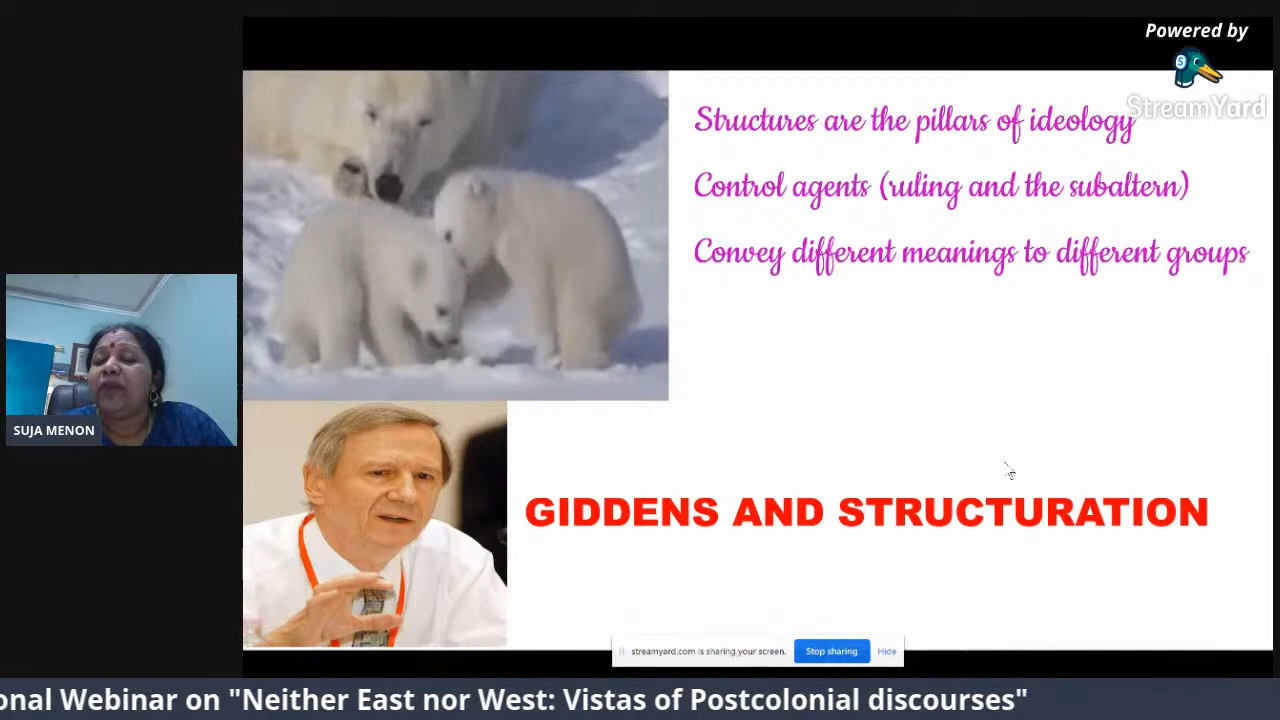 Powered by
StreamYard
Structures are the pillars of ideology
Control agents (ruling and the subaltern)
Convey different meanings to different groups
SUJA MENON
GIDDENS AND STRUCTURATION
streamyard.com is sharing your screen.
Stop sharing
Hide
onal Webinar on "Neither East nor West: Vistas of Postcolonial discourses"